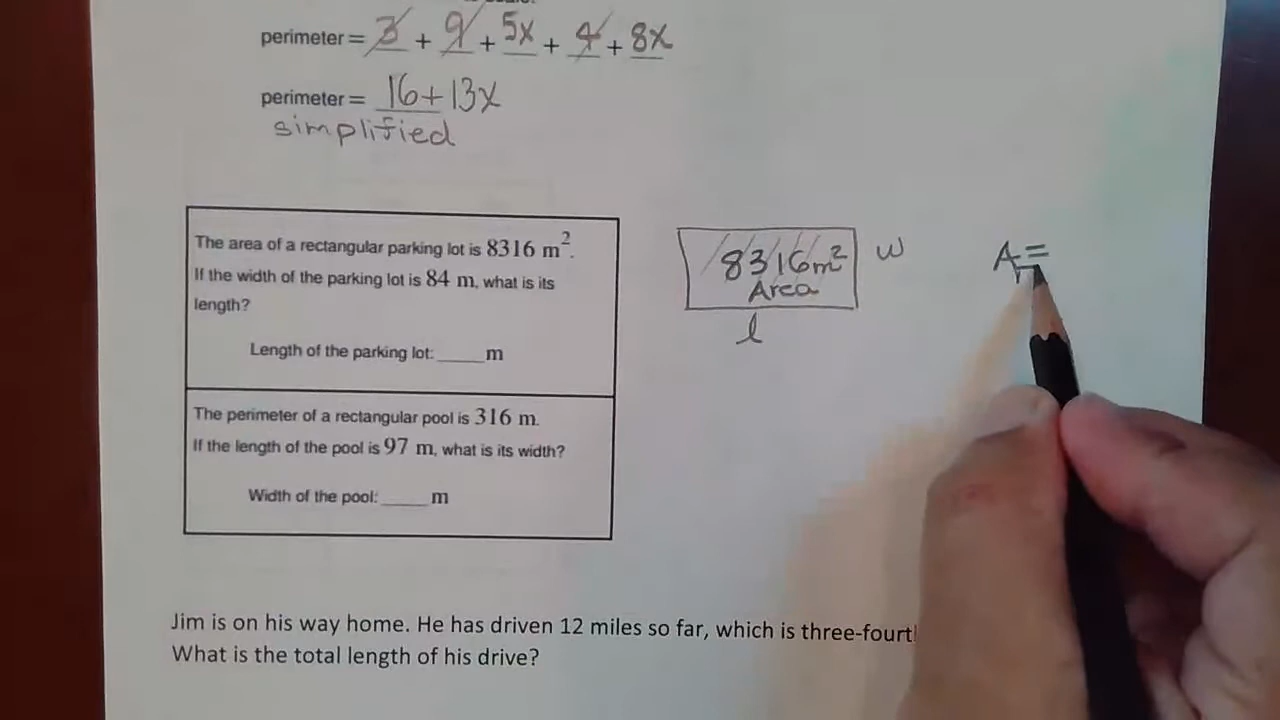 perimeter = 3 + 9 + 5x + 4 + 8x
perimeter = 16 + 13x
simplified
The area of a rectangular parking lot is 8316 m².
If the width of the parking lot is 84 m, what is its
length?
Length of the parking lot: _____ m
8316m² w
Area
l
A=
The perimeter of a rectangular pool is 316 m.
If the length of the pool is 97 m, what is its width?
Width of the pool: _____ m
Jim is on his way home. He has driven 12 miles so far, which is
What is the total length of his drive?